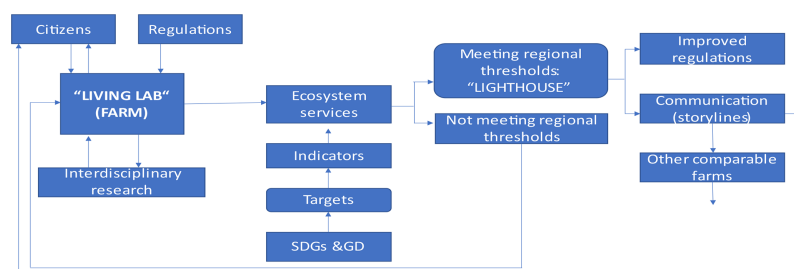 Citizens
Regulations
“LIVING LAB“
(FARM)
Interdisciplinary
research
Ecosystem
services
Indicators
Targets
SDGs &GD
Meeting regional
thresholds:
“LIGHTHOUSE”
Not meeting regional
thresholds
Improved
regulations
Communication
(storylines)
Other comparable
farms